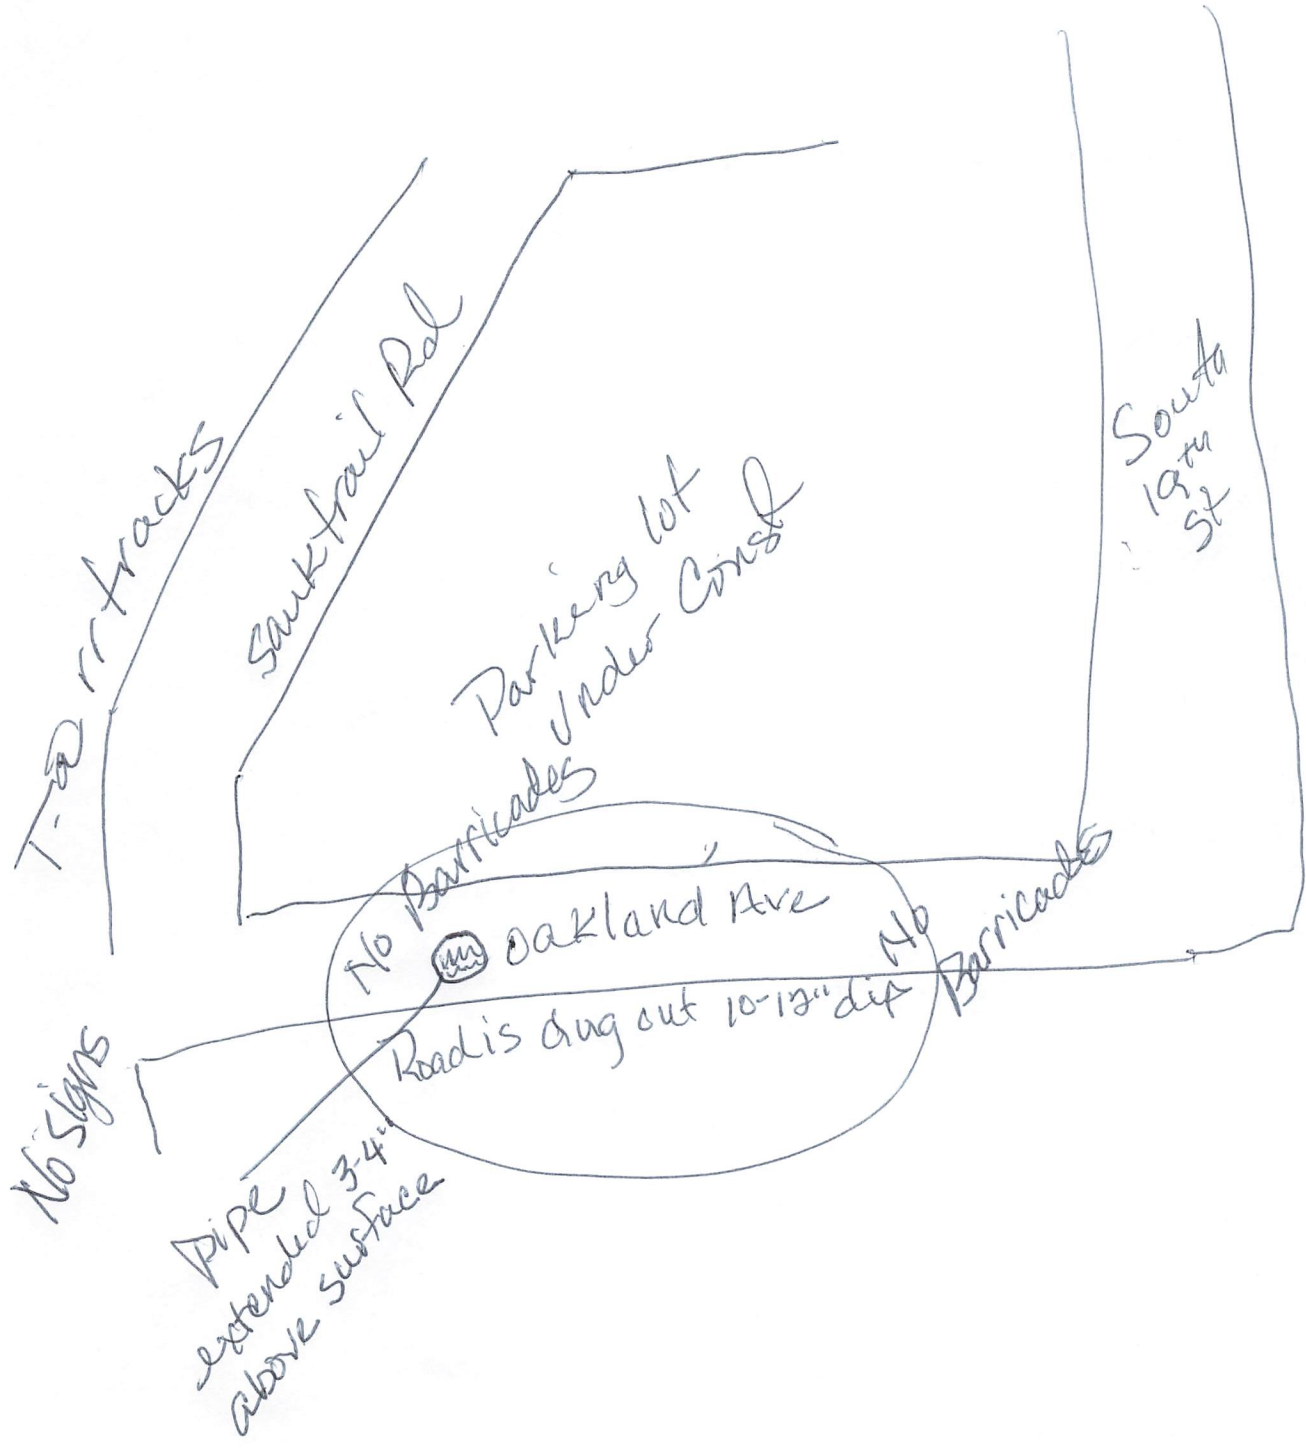 rr tracks
Sauktrail Rd
South
19th
St
Parking lot
Under Const
No Barricades
Oakland Ave
No
Barricades
Road is dug out 10-12" dip
No Signs
pipe
extended 3-4"
above surface